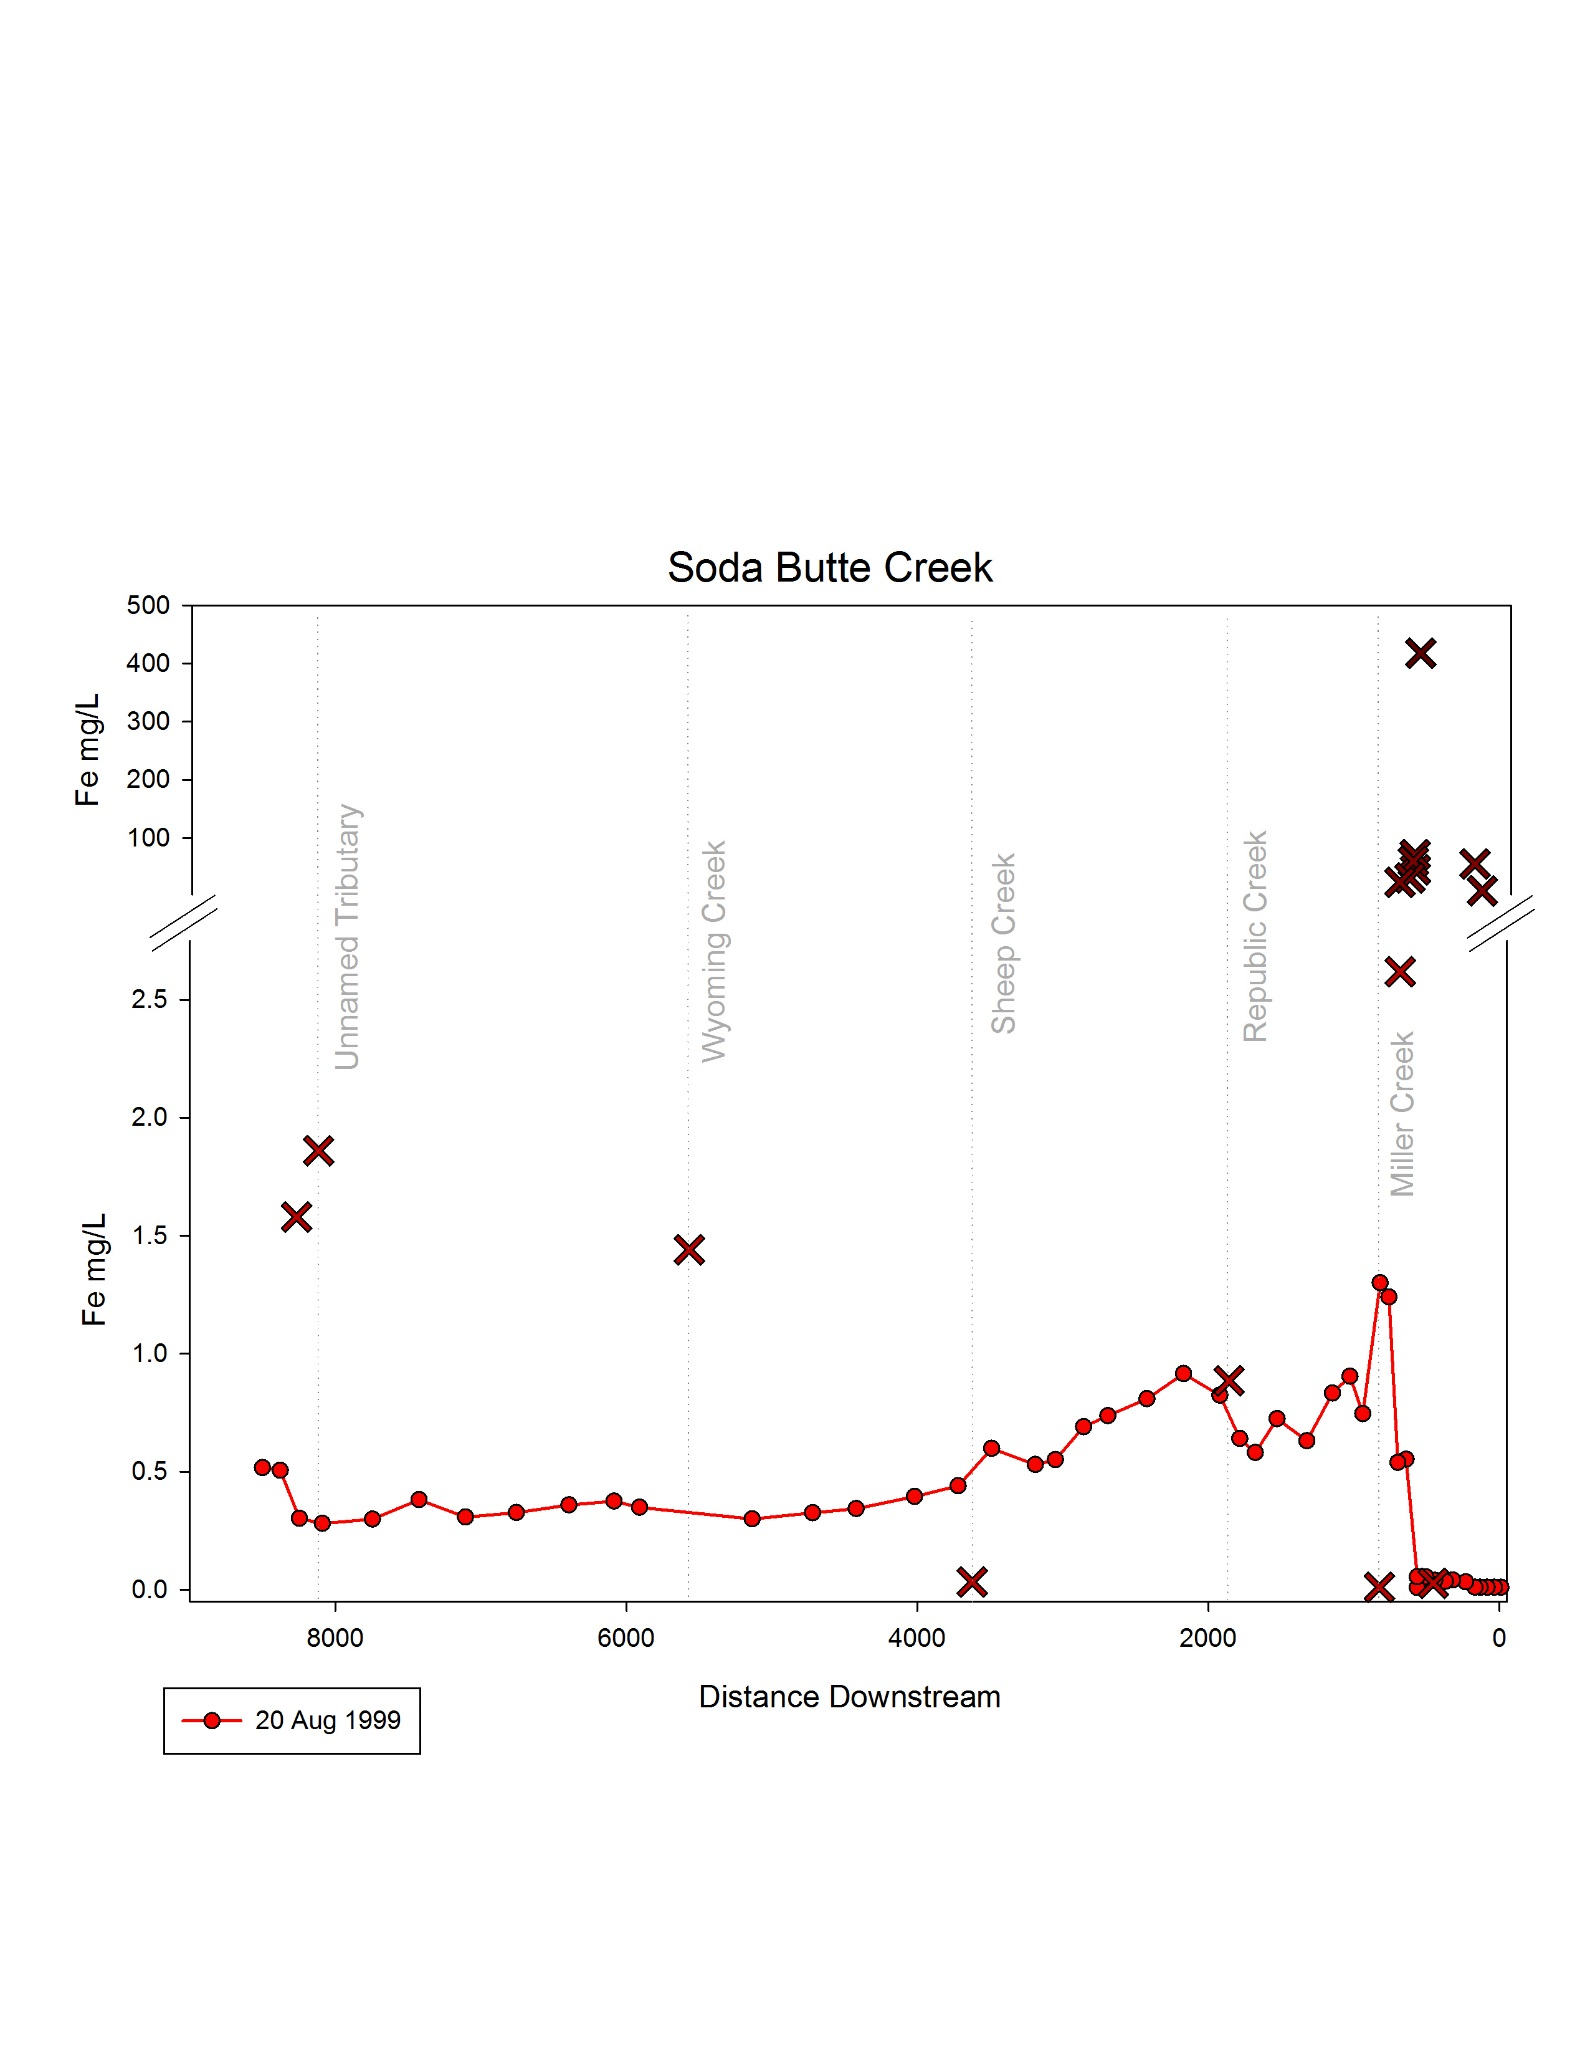 Soda Butte Creek
500
400
300
200
100
Fe mg/L
2.5
2.0
1.5
1.0
0.5
0.0
Fe mg/L
Unnamed Tributary
Wyoming Creek
Sheep Creek
Republic Creek
Miller Creek
8000 6000 4000 2000 0
Distance Downstream
20 Aug 1999